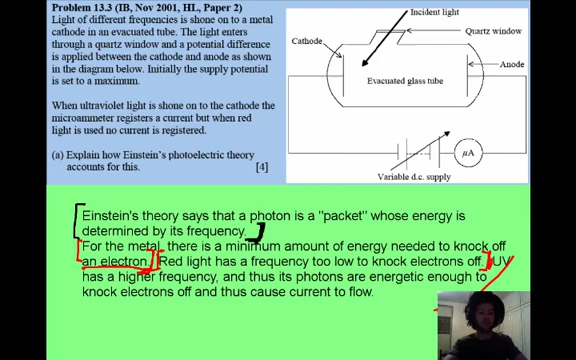 Problem 13.3 (IB, Nov 2001, HL, Paper 2)
Light of different frequencies is shone on to a metal
cathode in an evacuated tube. The light enters
through a quartz window and a potential difference
is applied between the cathode and anode as shown
in the diagram below. Initially the supply potential
is set to a maximum.
When ultraviolet light is shone on to the cathode the
microammeter registers a current but when red
light is used no current is registered.
(a) Explain how Einstein's photoelectric theory
accounts for this. [4]
Incident light
Quartz window
Cathode
Anode
Evacuated glass tube
μA
Variable d.c. supply
Einstein's theory says that a photon is a "packet" whose energy is
determined by its frequency.
For the metal, there is a minimum amount of energy needed to knock off
an electron. Red light has a frequency too low to knock electrons off. UV
has a higher frequency, and thus its photons are energetic enough to
knock electrons off and thus cause current to flow.